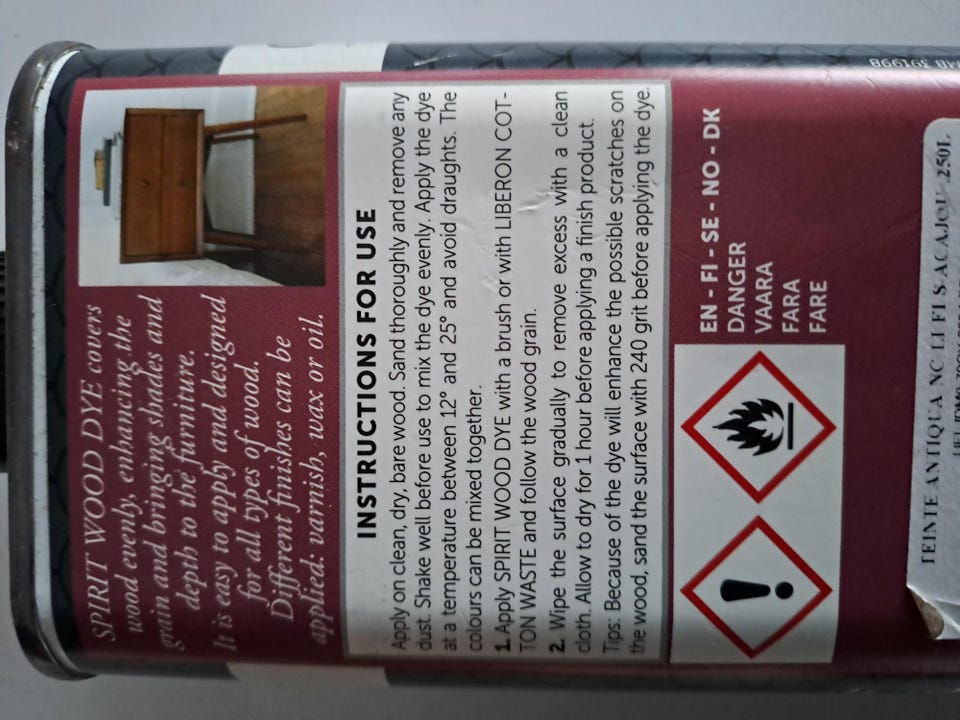 SPIRIT WOOD DYE covers
wood evenly, enhancing the
grain and bringing shades and
depth to the furniture.
It is easy to apply and designed
for all types of wood.
Different finishes can be
applied: varnish, wax or oil.
INSTRUCTIONS FOR USE
Apply on clean, dry, bare wood. Sand thoroughly and remove any
dust. Shake well before use to mix the dye evenly. Apply the dye
at a temperature between 12° and 25° and avoid draughts. The
colours can be mixed together.
1. Apply SPIRIT WOOD DYE with a brush or with LIBERON COT-
TON WASTE and follow the wood grain.
2. Wipe the surface gradually to remove excess with a clean
cloth. Allow to dry for 1 hour before applying a finish product.
Tips: Because of the dye will enhance the possible scratches on
the wood, sand the surface with 240 grit before applying the dye.
EN - FI - SE - NO - DK
DANGER
VAARA
FARA
FARE
TEINTE ANTIQUA NC LI FI S.ACAJOU .250L
391998